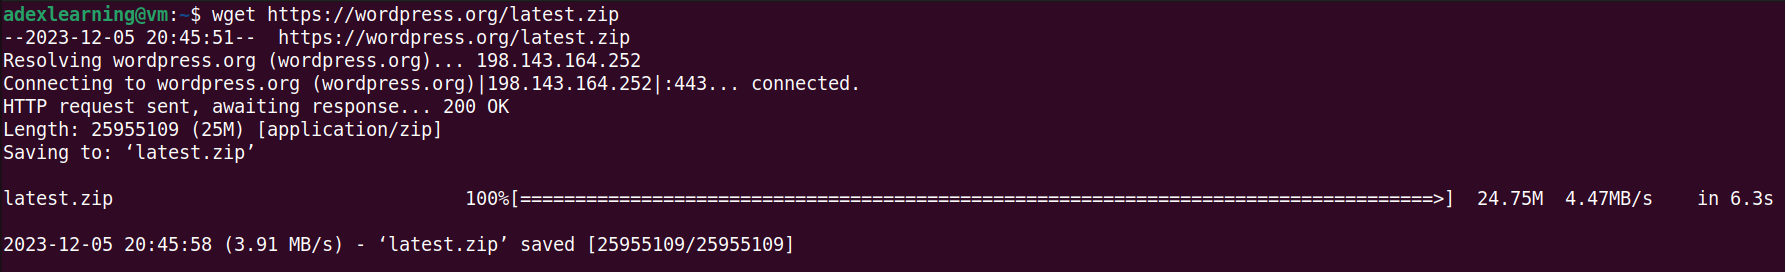 adexlearning@vm:~$ wget https://wordpress.org/latest.zip
--2023-12-05 20:45:51--  https://wordpress.org/latest.zip
Resolving wordpress.org (wordpress.org)... 198.143.164.252
Connecting to wordpress.org (wordpress.org)|198.143.164.252|:443... connected.
HTTP request sent, awaiting response... 200 OK
Length: 25955109 (25M) [application/zip]
Saving to: ‘latest.zip’
latest.zip                                100%[===================================================================================>]  24.75M  4.47MB/s    in 6.3s
2023-12-05 20:45:58 (3.91 MB/s) - ‘latest.zip’ saved [25955109/25955109]